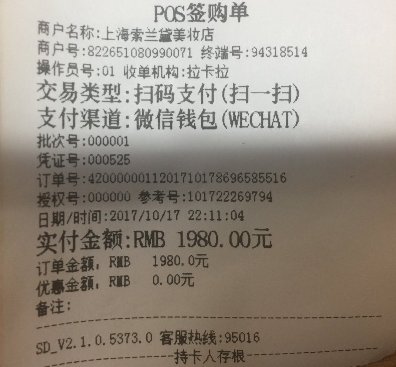 POS签购单
商户名称:上海索兰黛美妆店
商户号:822651080990071 终端号:94318514
操作员号:01 收单机构:拉卡拉
交易类型:扫码支付(扫一扫)
支付渠道:微信钱包(WECHAT)
批次号:000001
凭证号:000525
订单号:4200000011201710178696585516
授权号:000000 参考号:101722269794
日期/时间:2017/10/17 22:11:04
实付金额:RMB 1980.00元
订单金额, RMB 1980.0元
优惠金额, RMB 0.00元
备注:
SD_V2.1.0.5373.0 客服热线:95016
持卡人存根